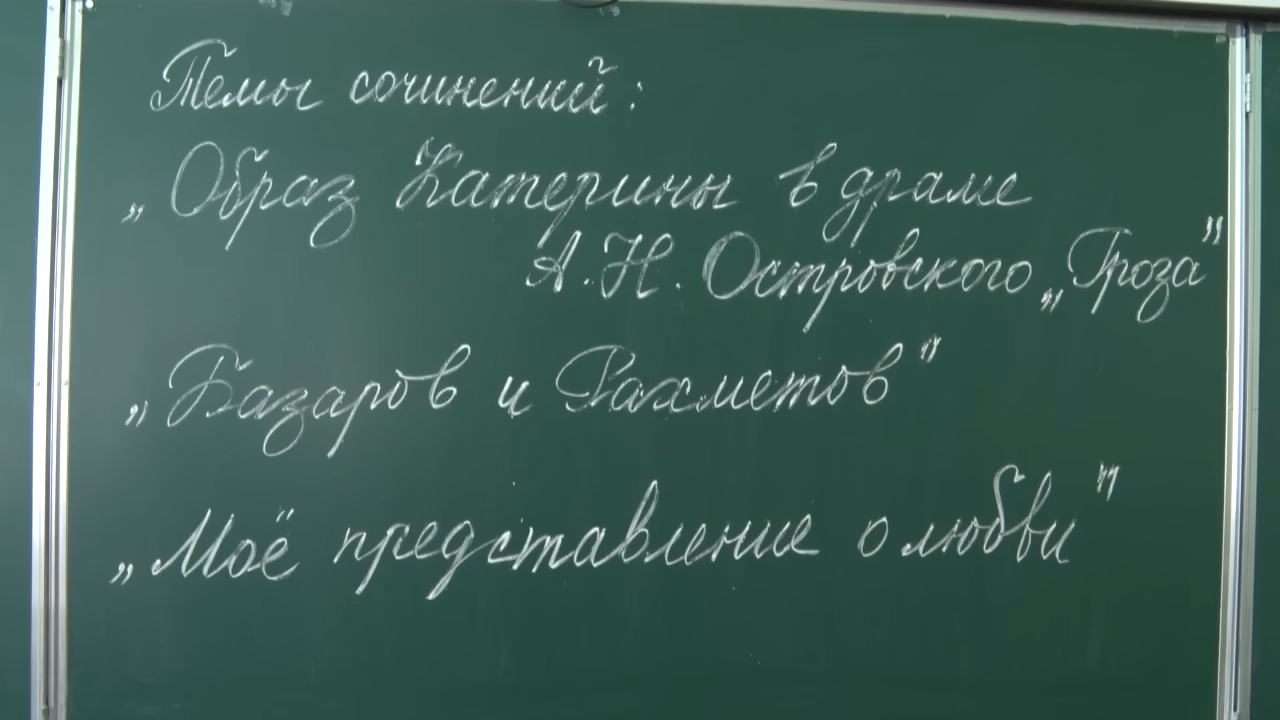 Темы сочинений:
„Образ Катерины в драме
А.Н. Островского „Гроза”
„Базаров и Рахметов"
„Моё представление о любви"